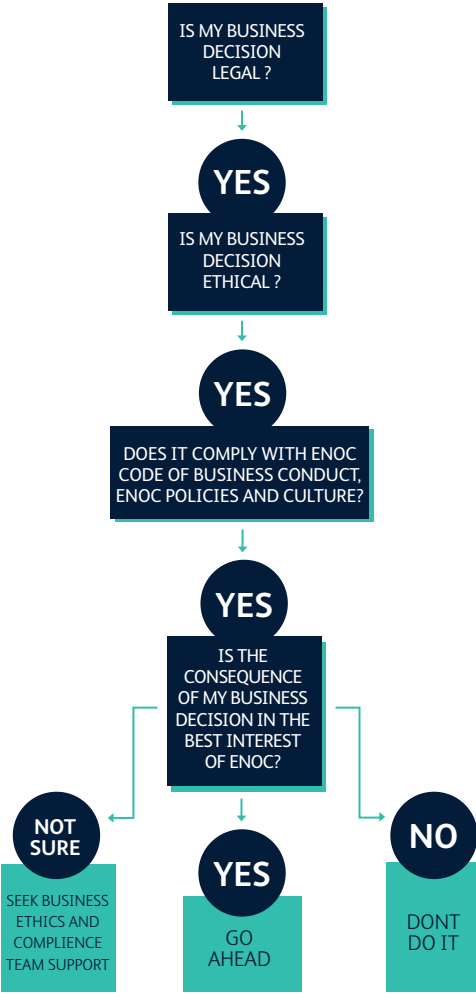 IS MY BUSINESS
DECISION
LEGAL ?
YES
IS MY BUSINESS
DECISION
ETHICAL ?
YES
DOES IT COMPLY WITH ENOC
CODE OF BUSINESS CONDUCT,
ENOC POLICIES AND CULTURE?
YES
IS THE
CONSEQUENCE
OF MY BUSINESS
DECISION IN THE
BEST INTEREST
OF ENOC?
NOT
SURE
SEEK BUSINESS
ETHICS AND
COMPLIENCE
TEAM SUPPORT
YES
GO
AHEAD
NO
DONT
DO IT